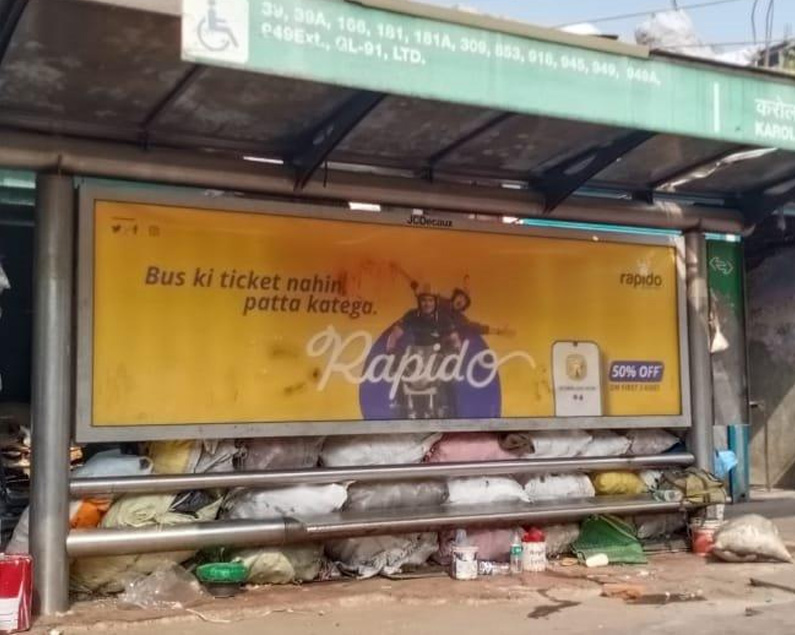 39, 39A, 166, 181, 181A, 309, 853, 916, 945, 949, 949A,
949Ext., GL-91, LTD.
करोल
KAROL
JCDecaux
Bus ki ticket nahin
patta katega.
Rapido
rapido
50% OFF